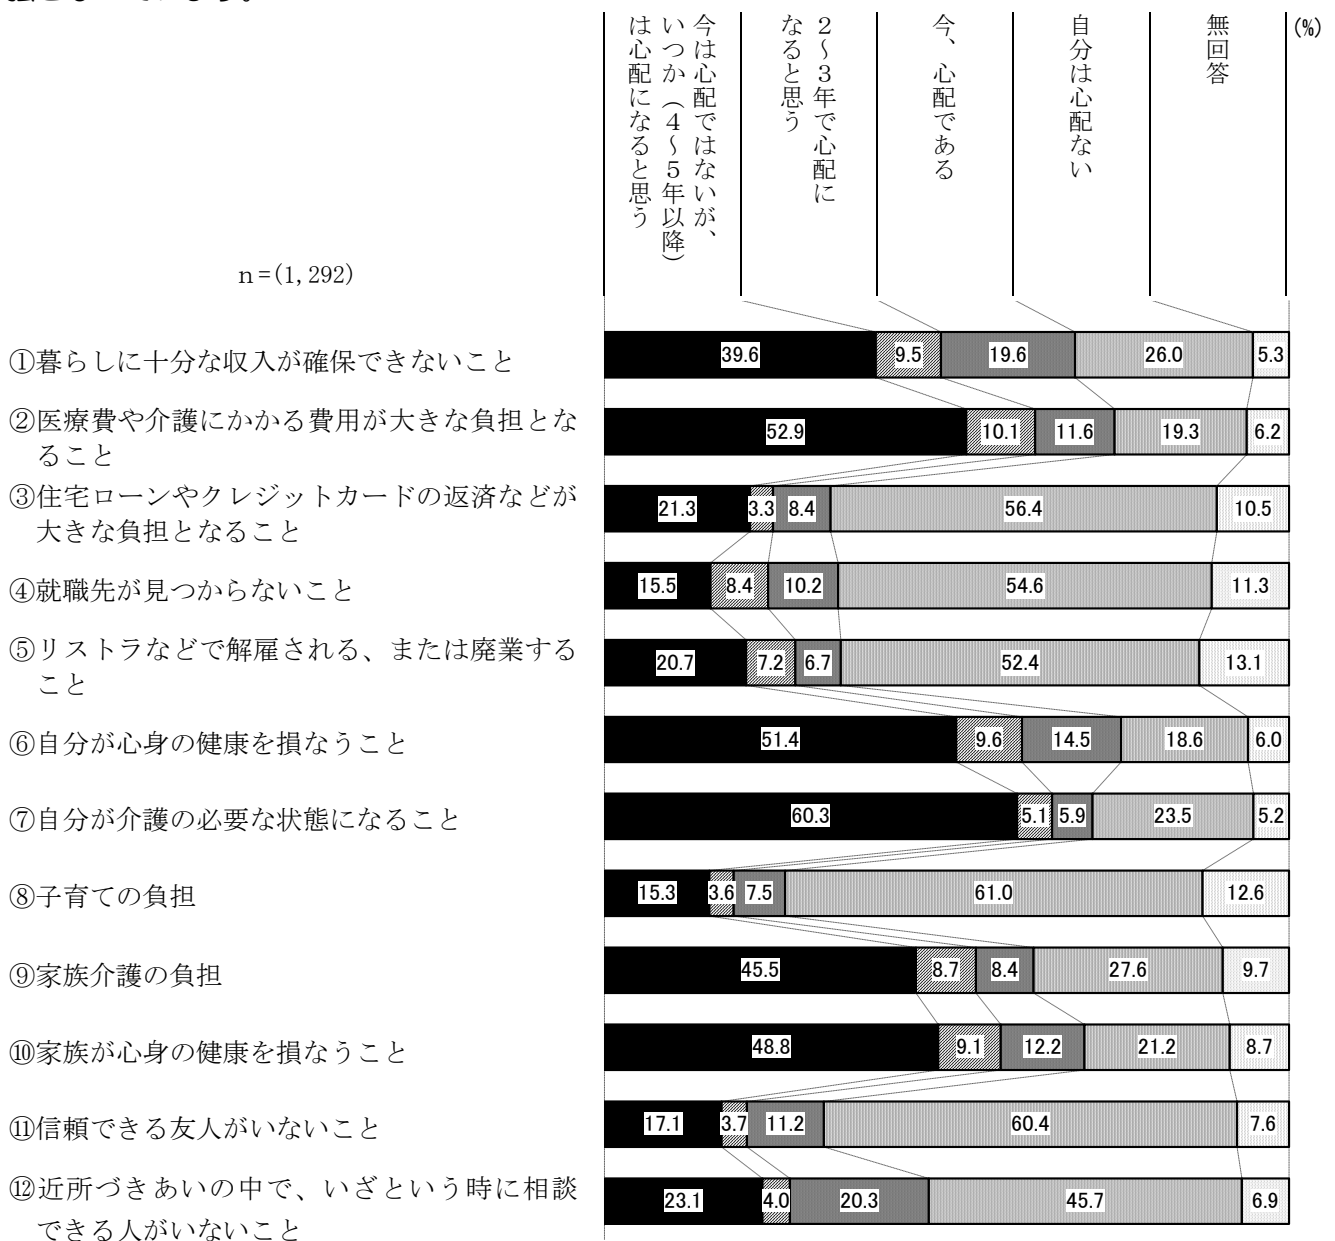 今は心配ではないが、
いつか（４～５年以降）
は心配になると思う
２～３年で心配に
なると思う
今、心配である
自分は心配ない
無回答
(%)
n=(1,292)
①暮らしに十分な収入が確保できないこと
39.6 9.5 19.6 26.0 5.3
②医療費や介護にかかる費用が大きな負担とな
ること
52.9 10.1 11.6 19.3 6.2
③住宅ローンやクレジットカードの返済などが
大きな負担となること
21.3 3.3 8.4 56.4 10.5
④就職先が見つからないこと
15.5 8.4 10.2 54.6 11.3
⑤リストラなどで解雇される、または廃業する
こと
20.7 7.2 6.7 52.4 13.1
⑥自分が心身の健康を損なうこと
51.4 9.6 14.5 18.6 6.0
⑦自分が介護の必要な状態になること
60.3 5.1 5.9 23.5 5.2
⑧子育ての負担
15.3 3.6 7.5 61.0 12.6
⑨家族介護の負担
45.5 8.7 8.4 27.6 9.7
⑩家族が心身の健康を損なうこと
48.8 9.1 12.2 21.2 8.7
⑪信頼できる友人がいないこと
17.1 3.7 11.2 60.4 7.6
⑫近所づきあいの中で、いざという時に相談
できる人がいないこと
23.1 4.0 20.3 45.7 6.9